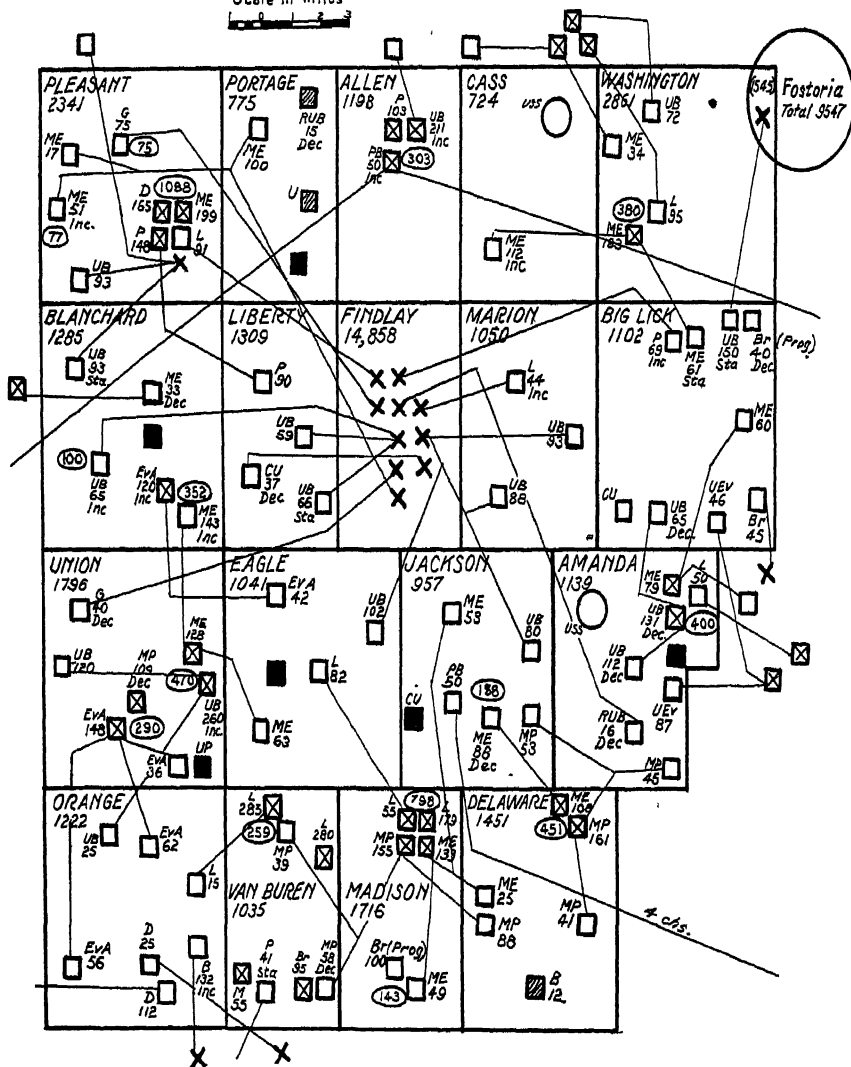 Scale in miles
1 0 1 2 3
PLEASANT
2341
G
75
75
ME
17
ME
51
Inc.
77
D
165
1088
ME
199
P
148
L
91
UB
93
PORTAGE
775
RUB
15
Dec
ME
100
U
ALLEN
1198
P
103
UB
211
Inc
PB
50
Inc
303
CASS
724
USS
ME
112
Inc
WASHINGTON
2861
UB
72
ME
34
380
L
95
ME
183
(545)
Fostoria
Total 9547
BLANCHARD
1285
UB
93
Sta
ME
33
Dec
100
UB
65
Inc
EvA
120
Inc
352
ME
143
Inc
LIBERTY
1309
P
90
UB
59
CU
37
Dec
UB
66
Sta
FINDLAY
14,858
MARION
1050
L
44
Inc
UB
93
UB
88
BIG LICK
1102
P
69
Inc
ME
61
Sta
UB
150
Sta
Br
40
Dec
(Prog)
ME
60
CU
UB
65
Dec
UEV
46
Br
45
UNION
1796
G
40
Dec
UB
120
ME
128
MP
109
Dec
470
UB
260
Inc
EvA
148
290
EvA
36
UP
EAGLE
1041
EvA
42
UB
102
L
82
ME
63
JACKSON
957
ME
53
UB
80
PB
50
CU
188
ME
88
Dec
MP
53
AMANDA
1139
USS
ME
79
L
50
UB
131
Dec
400
UB
112
Dec
UEV
87
RUB
16
Dec
MP
45
ORANGE
1222
UB
25
EvA
62
L
15
EvA
56
D
25
D
112
B
132
Inc
L
285
259
MP
39
L
280
VAN BUREN
1035
M
55
P
41
Sta
Br
95
MP
58
Dec
L
55
798
L
179
MP
155
ME
139
MADISON
1716
Br (Prog)
100
143
ME
49
DELAWARE
1451
ME
168
451
MP
161
ME
25
MP
88
MP
41
B
12
4 chs.